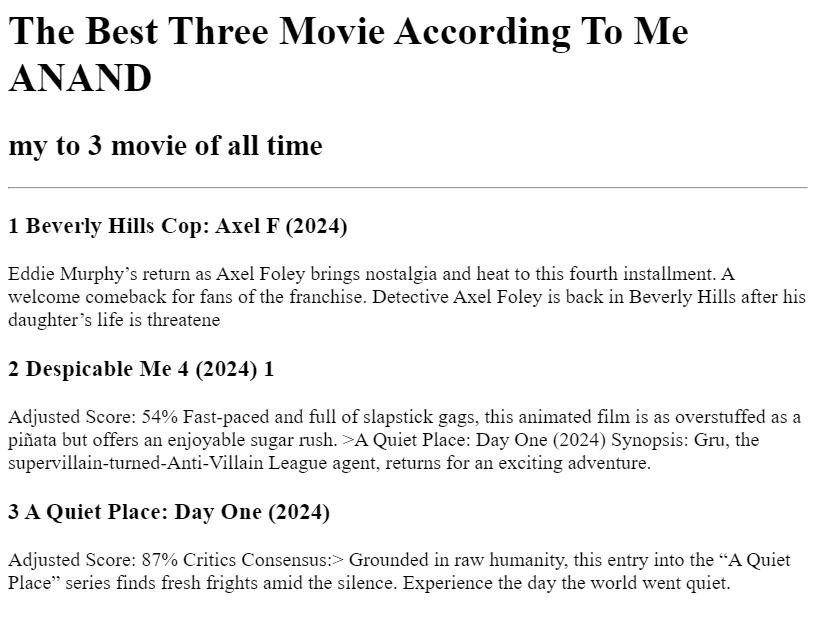 The Best Three Movie According To Me
ANAND
my to 3 movie of all time
1 Beverly Hills Cop: Axel F (2024)
Eddie Murphy’s return as Axel Foley brings nostalgia and heat to this fourth installment. A
welcome comeback for fans of the franchise. Detective Axel Foley is back in Beverly Hills after his
daughter’s life is threatene
2 Despicable Me 4 (2024) 1
Adjusted Score: 54% Fast-paced and full of slapstick gags, this animated film is as overstuffed as a
piñata but offers an enjoyable sugar rush. >A Quiet Place: Day One (2024) Synopsis: Gru, the
supervillain-turned-Anti-Villain League agent, returns for an exciting adventure.
3 A Quiet Place: Day One (2024)
Adjusted Score: 87% Critics Consensus:> Grounded in raw humanity, this entry into the “A Quiet
Place” series finds fresh frights amid the silence. Experience the day the world went quiet.